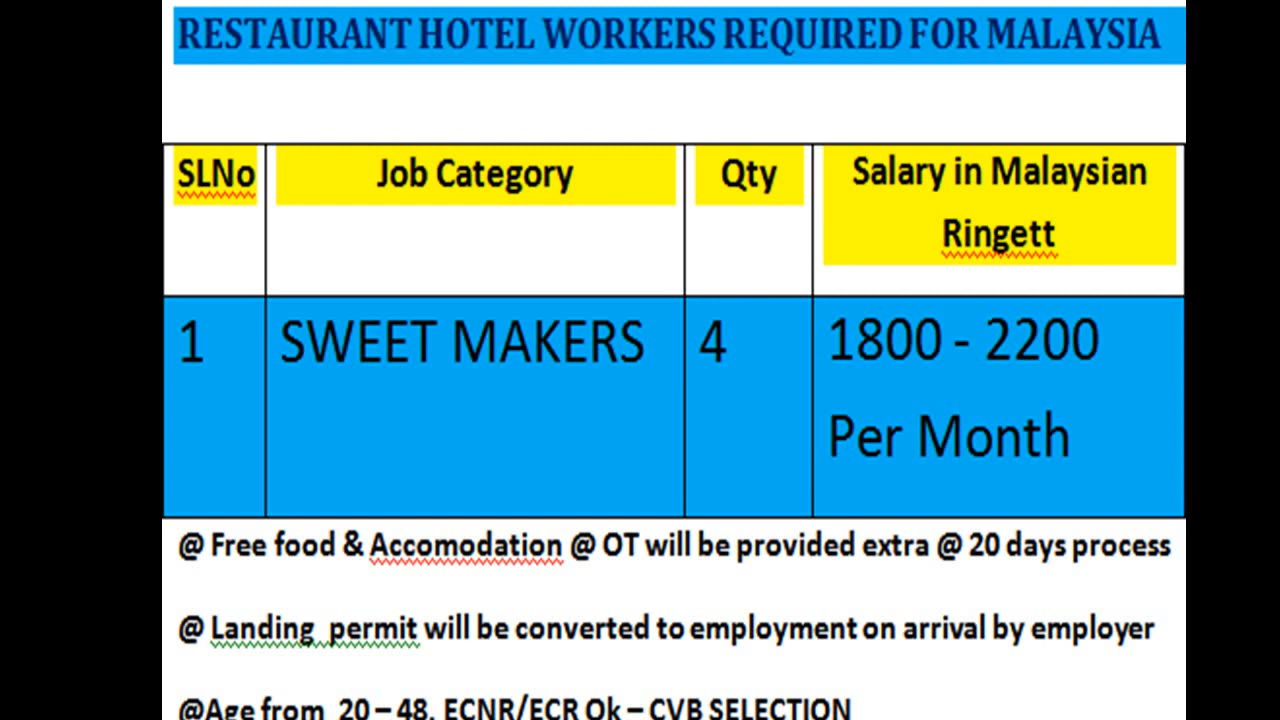 RESTAURANT HOTEL WORKERS REQUIRED FOR MALAYSIA
SLNo Job Category Qty Salary in Malaysian
Ringett
1 SWEET MAKERS 4 1800 - 2200
Per Month
@ Free food & Accomodation @ OT will be provided extra @ 20 days process
@ Landing permit will be converted to employment on arrival by employer
@Age from 20 – 48. ECNR/ECR Ok – CVB SELECTION